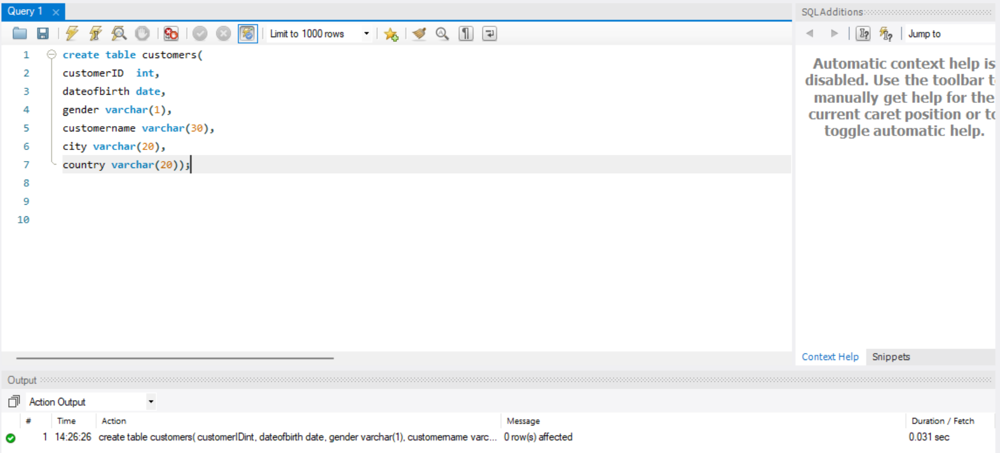 Query 1
SQLAdditions
Limit to 1000 rows
Jump to
1 create table customers(
2 customerID  int,
3 dateofbirth date,
4 gender varchar(1),
5 customername varchar(30),
6 city varchar(20),
7 country varchar(20));
8
9
10
Automatic context help is
disabled. Use the toolbar t
manually get help for the
current caret position or to
toggle automatic help.
Context Help Snippets
Output
Action Output
# Time Action Message Duration / Fetch
1 14:26:26 create table customers( customerIDint, dateofbirth date, gender varchar(1), customername varc... 0 row(s) affected 0.031 sec